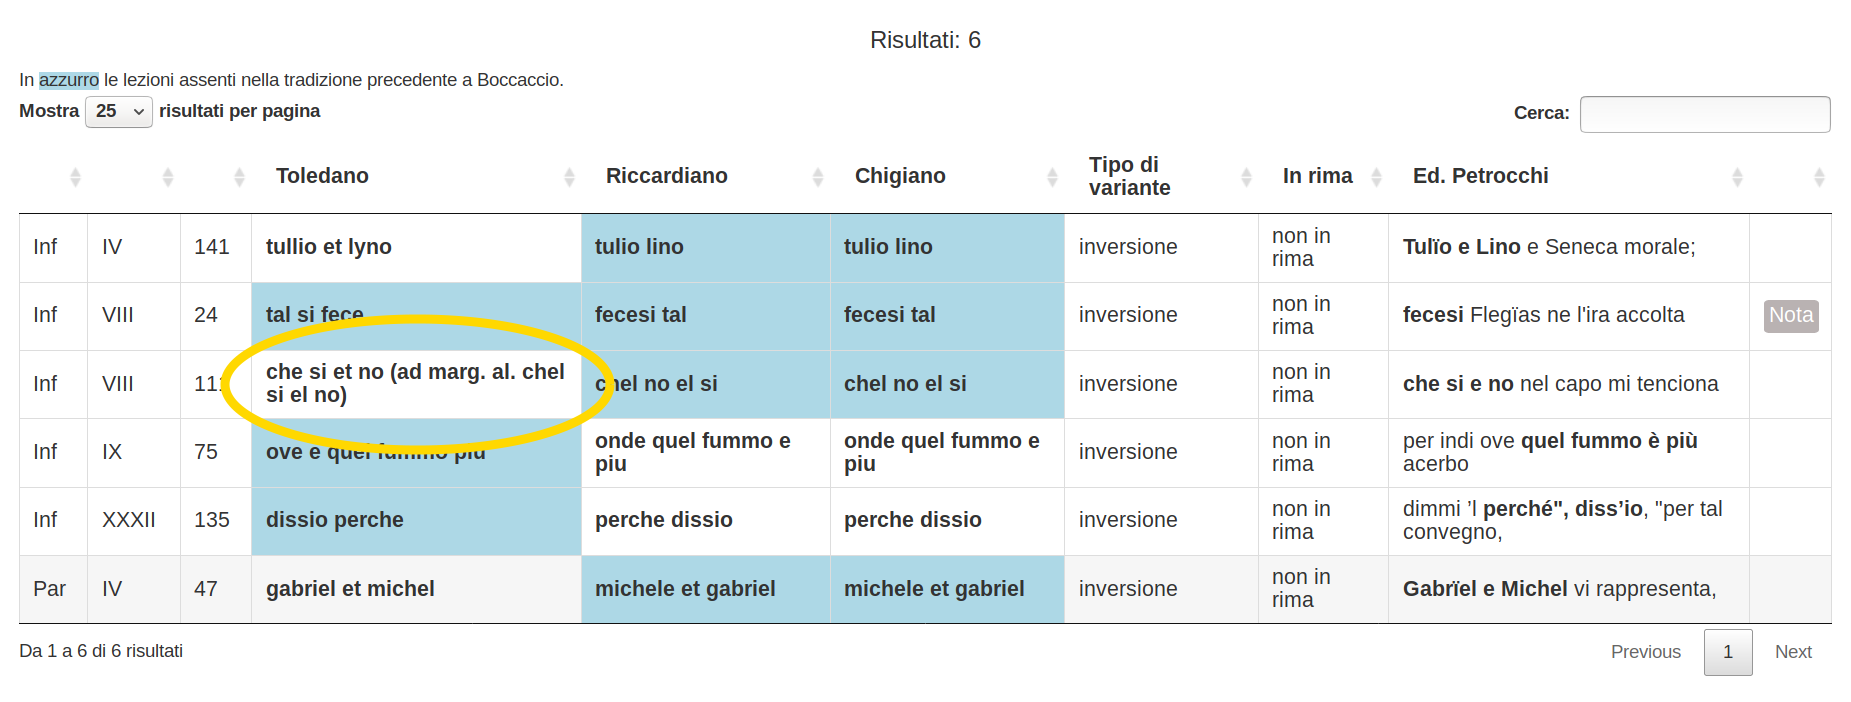 Risultati: 6
In azzurro le lezioni assenti nella tradizione precedente a Boccaccio.
Mostra 25 risultati per pagina
Cerca:
Toledano Riccardiano Chigiano Tipo di variante In rima Ed. Petrocchi
Inf IV 141 tullio et lyno tulio lino tulio lino inversione non in rima Tulïo e Lino e Seneca morale;
Inf VIII 24 tal si fece fecesi tal fecesi tal inversione non in rima fecesi Flegïas ne l'ira accolta Nota
Inf VIII 111 che si et no (ad marg. al. chel si el no) chel no el si chel no el si inversione non in rima che si e no nel capo mi tenciona
Inf IX 75 ove e quel fummo piu onde quel fummo e piu onde quel fummo e piu inversione non in rima per indi ove quel fummo è più acerbo
Inf XXXII 135 dissio perche perche dissio perche dissio inversione non in rima dimmi ’l perché", diss’io, "per tal convegno,
Par IV 47 gabriel et michel michele et gabriel michele et gabriel inversione non in rima Gabrïel e Michel vi rappresenta,
Da 1 a 6 di 6 risultati
Previous 1 Next